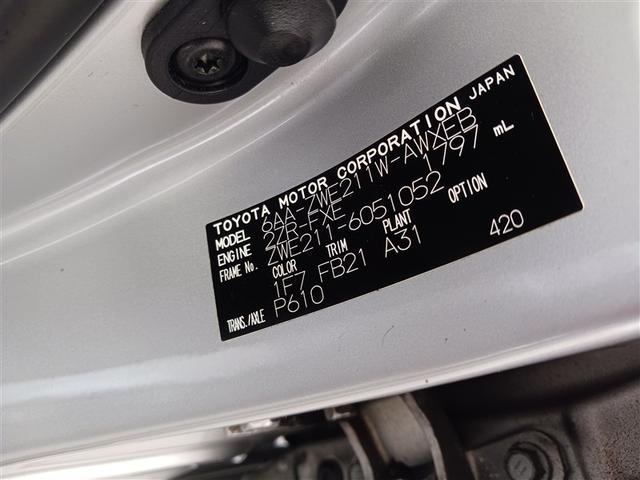 TOYOTA MOTOR CORPORATION JAPAN
MODEL 6AA-ZWE211W-AWXEB
ENGINE 2ZR-FXE 1797 mL
FRAME No. ZWE211-6051052
COLOR TRIM PLANT OPTION
1F7 FB21 A31
TRANS./AXLE P610 420